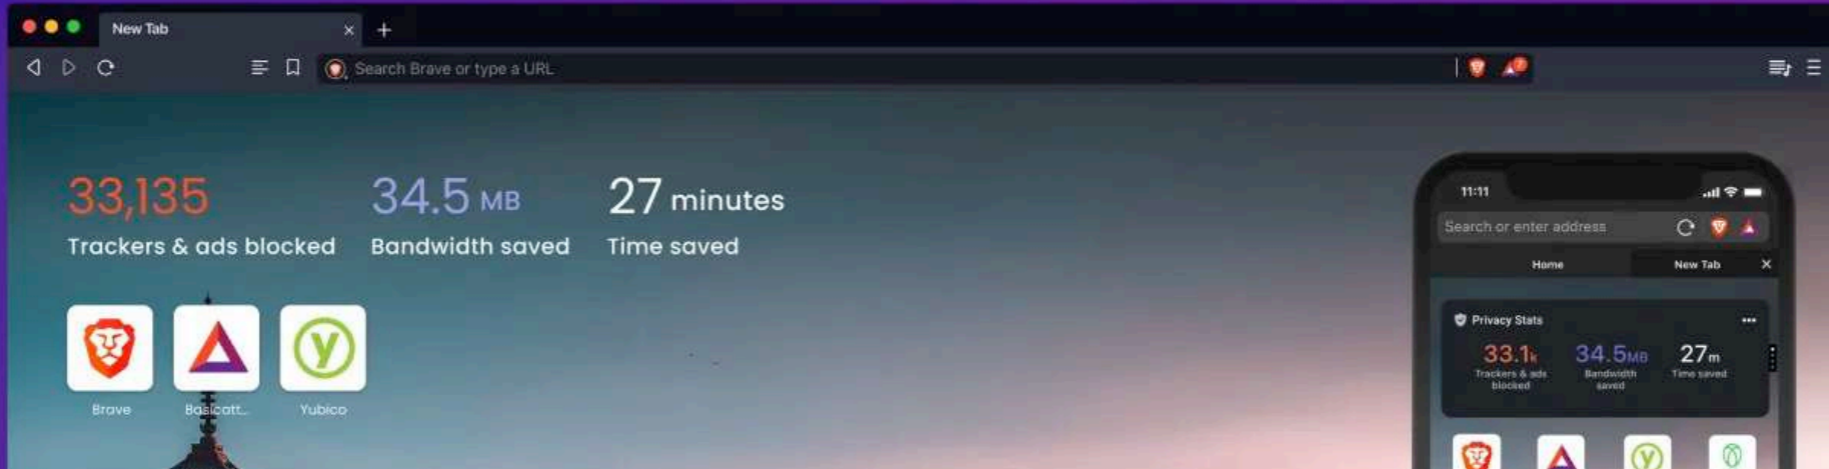 New Tab
Search Brave or type a URL
33,135
Trackers & ads blocked
34.5 MB
Bandwidth saved
27 minutes
Time saved
Brave
Basicatt...
Yubico
11:11
Search or enter address
Home
New Tab
Privacy Stats
33.1k
Trackers & ads
blocked
34.5MB
Bandwidth
saved
27m
Time saved